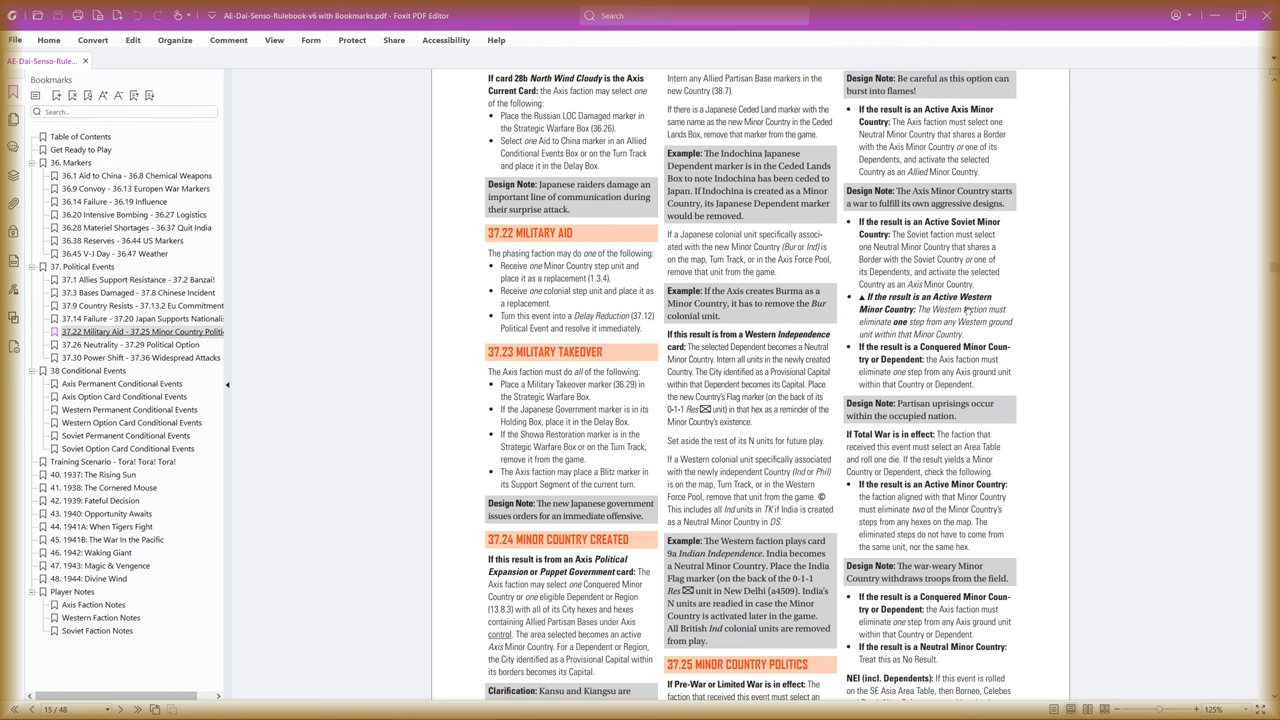 AE-Dai-Senso-Rulebook-v6 with Bookmarks.pdf - Foxit PDF Editor
Search
File Home Convert Edit Organize Comment View Form Protect Share Accessibility Help
AE-Dai-Senso-Rule...
Bookmarks
Search...
Table of Contents
Get Ready to Play
36. Markers
36.1 Aid to China - 36.8 Chemical Weapons
36.9 Convoy - 36.13 Europen War Markers
36.14 Failure - 36.19 Influence
36.20 Intensive Bombing - 36.27 Logistics
36.28 Materiel Shortages - 36.37 Quit India
36.38 Reserves - 36.44 US Markers
36.45 V-J Day - 36.47 Weather
37. Political Events
37.1 Allies Support Resistance - 37.2 Banzai!
37.3 Bases Damaged - 37.8 Chinese Incident
37.9 Country Resists - 37.13.2 Eu Commitment
37.14 Failure - 37.20 Japan Supports Nationali
37.22 Military Aid - 37.25 Minor Country Politi
37.26 Neutrality - 37.29 Political Option
37.30 Power Shift - 37.36 Widespread Attacks
38 Conditional Events
Axis Permanent Conditional Events
Axis Option Card Conditional Events
Western Permanent Conditional Events
Western Option Card Conditional Events
Soviet Permanent Conditional Events
Soviet Option Card Conditional Events
Training Scenario - Tora! Tora! Tora!
40. 1937: The Rising Sun
41. 1938: The Cornered Mouse
42. 1939: Fateful Decision
43. 1940: Opportunity Awaits
44. 1941A: When Tigers Fight
45. 1941B: The War In the Pacific
46. 1942: Waking Giant
47. 1943: Magic & Vengeance
48. 1944: Divine Wind
Player Notes
Axis Faction Notes
Western Faction Notes
Soviet Faction Notes
If card 28b North Wind Cloudy is the Axis
Current Card: the Axis faction may select one
of the following:
• Place the Russian LOC Damaged marker in
the Strategic Warfare Box (36.26).
• Select one Aid to China marker in an Allied
Conditional Events Box or on the Turn Track
and place it in the Delay Box.
Design Note: Japanese raiders damage an
important line of communication during
their surprise attack.
37.22 MILITARY AID
The phasing faction may do one of the following:
• Receive one Minor Country step unit and
place it as a replacement (1.3.4).
• Receive one colonial step unit and place it as
a replacement.
• Turn this event into a Delay Reduction (37.12)
Political Event and resolve it immediately.
37.23 MILITARY TAKEOVER
The Axis faction must do all of the following:
• Place a Military Takeover marker (36.29) in
the Strategic Warfare Box.
• If the Japanese Government marker is in its
Holding Box, place it in the Delay Box.
• If the Showa Restoration marker is in the
Strategic Warfare Box or on the Turn Track,
remove it from the game.
• The Axis faction may place a Blitz marker in
its Support Segment of the current turn.
Design Note: The new Japanese government
issues orders for an immediate offensive.
37.24 MINOR COUNTRY CREATED
If this result is from an Axis Political
Expansion or Puppet Government card: The
Axis faction may select one Conquered Minor
Country or one eligible Dependent or Region
(13.8.3) with all of its City hexes and hexes
containing Allied Partisan Bases under Axis
control. The area selected becomes an active
Axis Minor Country. For a Dependent or Region,
the City identified as a Provisional Capital within
its borders becomes its Capital.
Clarification: Kansu and Kiangsu are
Intern any Allied Partisan Base markers in the
new Country (38.7).
If there is a Japanese Ceded Land marker with the
same name as the new Minor Country in the Ceded
Lands Box, remove that marker from the game.
Example: The Indochina Japanese
Dependent marker is in the Ceded Lands
Box to note Indochina has been ceded to
Japan. If Indochina is created as a Minor
Country, its Japanese Dependent marker
would be removed.
If a Japanese colonial unit specifically associ-
ated with the new Minor Country (Bur or Ind) is
on the map, Turn Track, or in the Axis Force Pool,
remove that unit from the game.
Example: If the Axis creates Burma as a
Minor Country, it has to remove the Bur
colonial unit.
If this result is from a Western Independence
card: The selected Dependent becomes a Neutral
Minor Country. Intern all units in the newly created
Country. The City identified as a Provisional Capital
within that Dependent becomes its Capital. Place
the new Country's Flag marker (on the back of its
0-1-1 Res unit) in that hex as a reminder of the
Minor Country's existence.
Set aside the rest of its N units for future play.
If a Western colonial unit specifically associated
with the newly independent Country (Ind or Phil)
is on the map, Turn Track, or in the Western
Force Pool, remove that unit from the game. ©
This includes all Ind units in TK if India is created
as a Neutral Minor Country in DS.
Example: The Western faction plays card
9a Indian Independence. India becomes
a Neutral Minor Country. Place the India
Flag marker (on the back of the 0-1-1
Res unit in New Delhi (a4509). India's
N units are readied in case the Minor
Country is activated later in the game.
All British Ind colonial units are removed
from play.
37.25 MINOR COUNTRY POLITICS
If Pre-War or Limited War is in effect: The
faction that received this event must select an
Design Note: Be careful as this option can
burst into flames!
• If the result is an Active Axis Minor
Country: The Axis faction must select one
Neutral Minor Country that shares a Border
with the Axis Minor Country or one of its
Dependents, and activate the selected
Country as an Allied Minor Country.
Design Note: The Axis Minor Country starts
a war to fulfill its own aggressive designs.
• If the result is an Active Soviet Minor
Country: The Soviet faction must select
one Neutral Minor Country that shares a
Border with the Soviet Minor Country or one of
its Dependents, and activate the selected
Country as an Axis Minor Country.
• ▲ If the result is an Active Western
Minor Country: The Western faction must
eliminate one step from any Western ground
unit within that Minor Country.
• If the result is a Conquered Minor Coun-
try or Dependent: the Axis faction must
eliminate one step from any Axis ground unit
within that Country or Dependent.
Design Note: Partisan uprisings occur
within the occupied nation.
If Total War is in effect: The faction that
received this event must select an Area Table
and roll one die. If the result yields a Minor
Country or Dependent, check the following.
• If the result is an Active Minor Country:
the faction aligned with that Minor Country
must eliminate two of the Minor Country's
steps from any hexes on the map. The
eliminated steps do not have to come from
the same unit, nor the same hex.
Design Note: The war-weary Minor
Country withdraws troops from the field.
• If the result is a Conquered Minor Coun-
try or Dependent: the Axis faction must
eliminate one step from any Axis ground unit
within that Country or Dependent.
• If the result is a Neutral Minor Country:
Treat this as No Result.
NEI (incl. Dependents): If this event is rolled
on the SE Asia Area Table, then Borneo, Celebes
15 / 48
125%